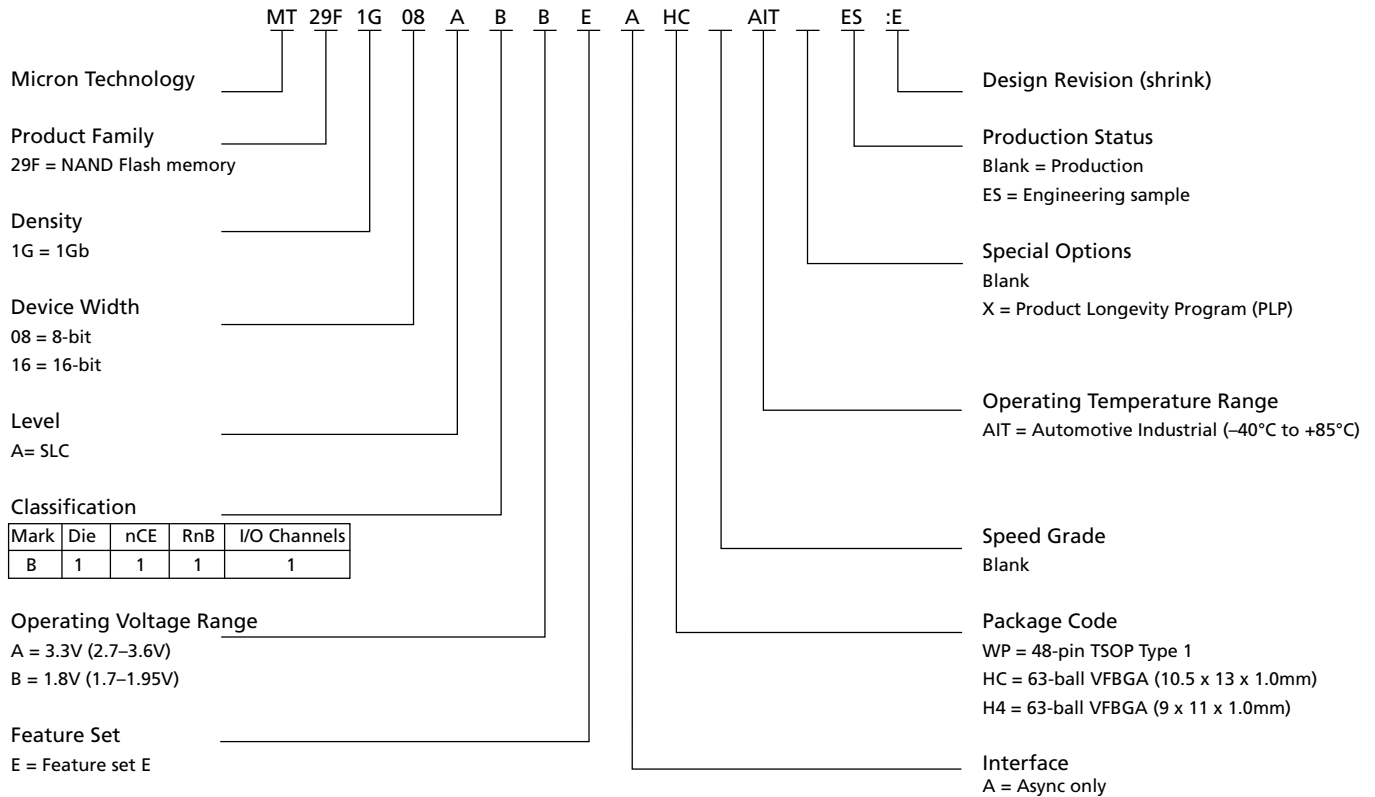 MT 29F 1G 08 A B B E A HC AIT ES :E
Micron Technology
Product Family
29F = NAND Flash memory
Density
1G = 1Gb
Device Width
08 = 8-bit
16 = 16-bit
Level
A= SLC
Classification
Mark Die nCE RnB I/O Channels
B 1 1 1 1
Operating Voltage Range
A = 3.3V (2.7–3.6V)
B = 1.8V (1.7–1.95V)
Feature Set
E = Feature set E
Design Revision (shrink)
Production Status
Blank = Production
ES = Engineering sample
Special Options
Blank
X = Product Longevity Program (PLP)
Operating Temperature Range
AIT = Automotive Industrial (–40°C to +85°C)
Speed Grade
Blank
Package Code
WP = 48-pin TSOP Type 1
HC = 63-ball VFBGA (10.5 x 13 x 1.0mm)
H4 = 63-ball VFBGA (9 x 11 x 1.0mm)
Interface
A = Async only